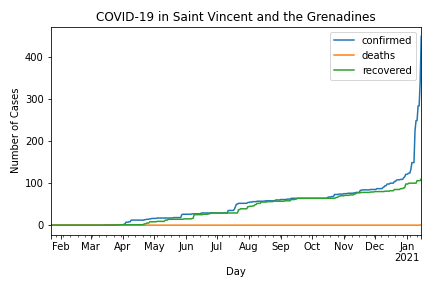 COVID-19 in Saint Vincent and the Grenadines
confirmed
deaths
recovered
Number of Cases
400
300
200
100
0
Feb Mar Apr May Jun Jul Aug Sep Oct Nov Dec Jan
2021
Day